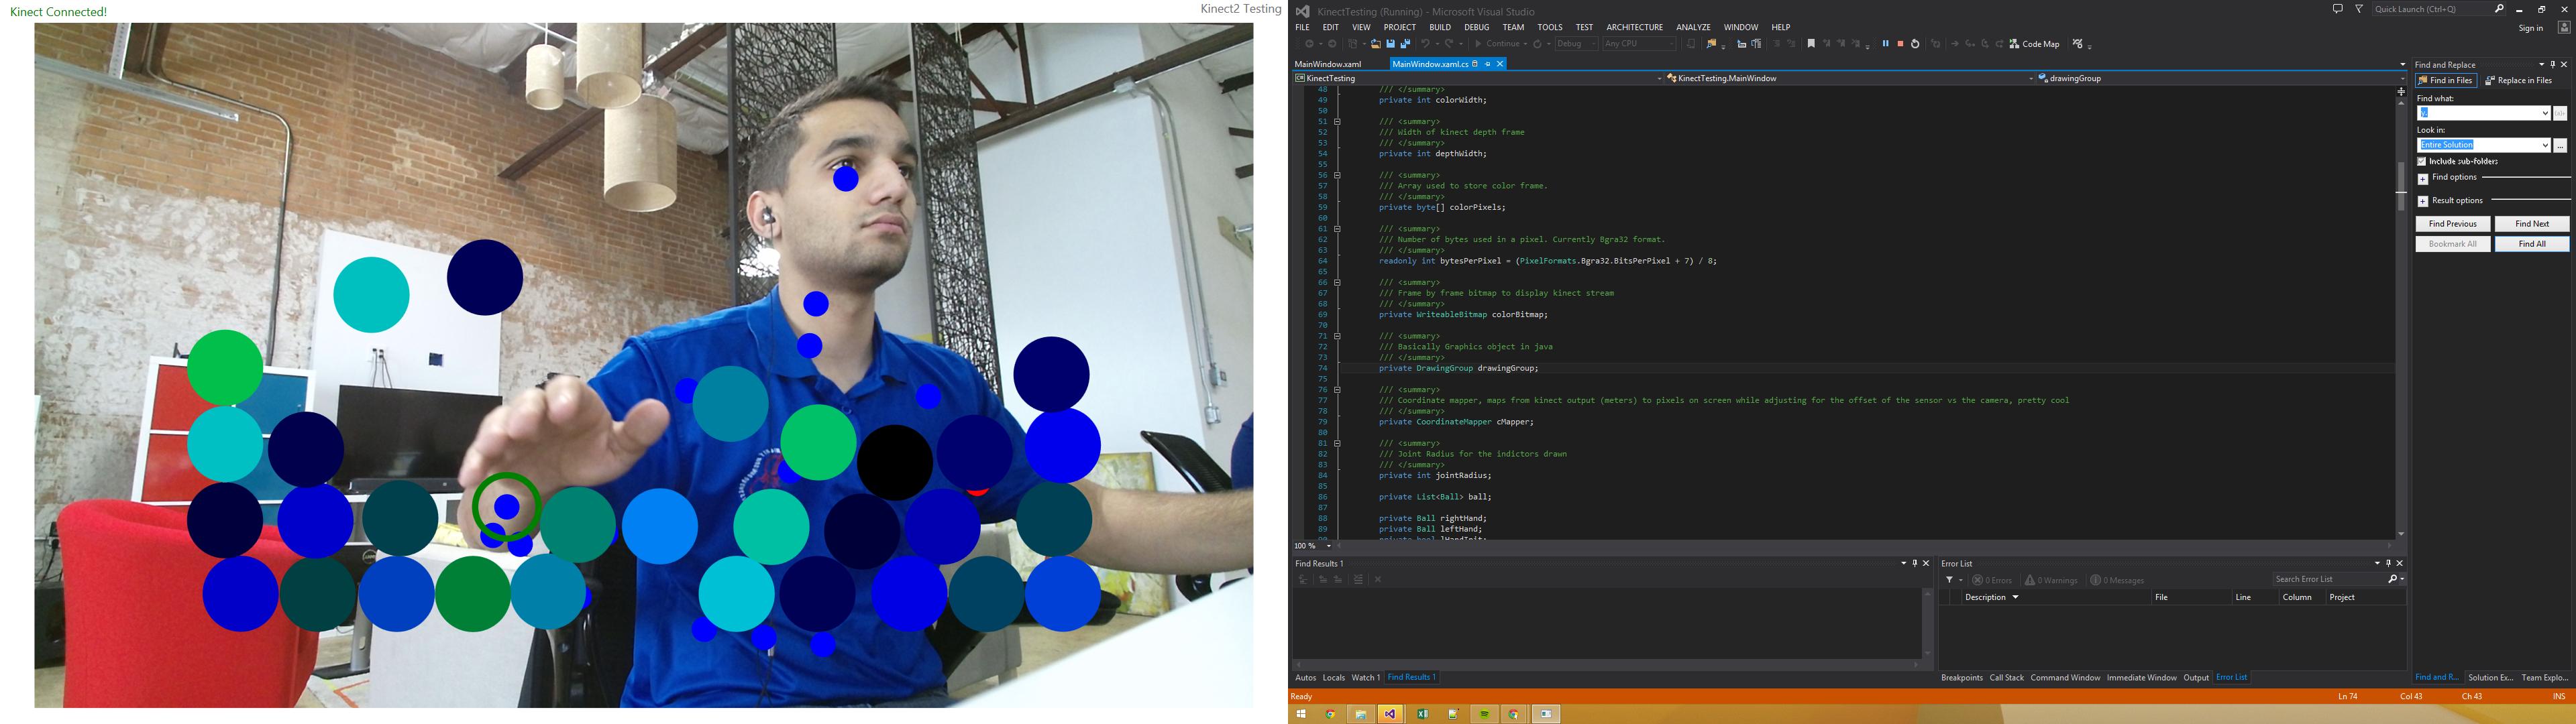 Kinect Connected!
Kinect2 Testing
KinectTesting (Running) - Microsoft Visual Studio
Quick Launch (Ctrl+Q)
FILE EDIT VIEW PROJECT BUILD DEBUG TEAM TOOLS TEST ARCHITECTURE ANALYZE WINDOW HELP
Sign in
Continue Debug Any CPU Code Map
MainWindow.xaml MainWindow.xaml.cs
KinectTesting KinectTesting.MainWindow drawingGroup
48 /// </summary>
49 private int colorWidth;
50
51 /// <summary>
52 /// Width of kinect depth frame
53 /// </summary>
54 private int depthWidth;
55
56 /// <summary>
57 /// Array used to store color frame.
58 /// </summary>
59 private byte[] colorPixels;
60
61 /// <summary>
62 /// Number of bytes used in a pixel. Currently Bgra32 format.
63 /// </summary>
64 readonly int bytesPerPixel = (PixelFormats.Bgra32.BitsPerPixel + 7) / 8;
65
66 /// <summary>
67 /// Frame by frame bitmap to display kinect stream
68 /// </summary>
69 private WriteableBitmap colorBitmap;
70
71 /// <summary>
72 /// Basically Graphics object in java
73 /// </summary>
74 private DrawingGroup drawingGroup;
75
76 /// <summary>
77 /// Coordinate mapper, maps from kinect output (meters) to pixels on screen while adjusting for the offset of the sensor vs the camera, pretty cool
78 /// </summary>
79 private CoordinateMapper cMapper;
80
81 /// <summary>
82 /// Joint Radius for the indictors drawn
83 /// </summary>
84 private int jointRadius;
85
86 private List<Ball> ball;
87
88 private Ball rightHand;
89 private Ball leftHand;
90 private bool lHandInit;
100 %
Find and Replace
Find in Files Replace in Files
Find what:
Look in:
Entire Solution
Include sub-folders
Find options
Result options
Find Previous Find Next
Bookmark All Find All
Find Results 1
Error List
0 Errors 0 Warnings 0 Messages Search Error List
Description File Line Column Project
Autos Locals Watch 1 Find Results 1
Breakpoints Call Stack Command Window Immediate Window Output Error List
Find and R... Solution Ex... Team Explo...
Ready Ln 74 Col 43 Ch 43 INS